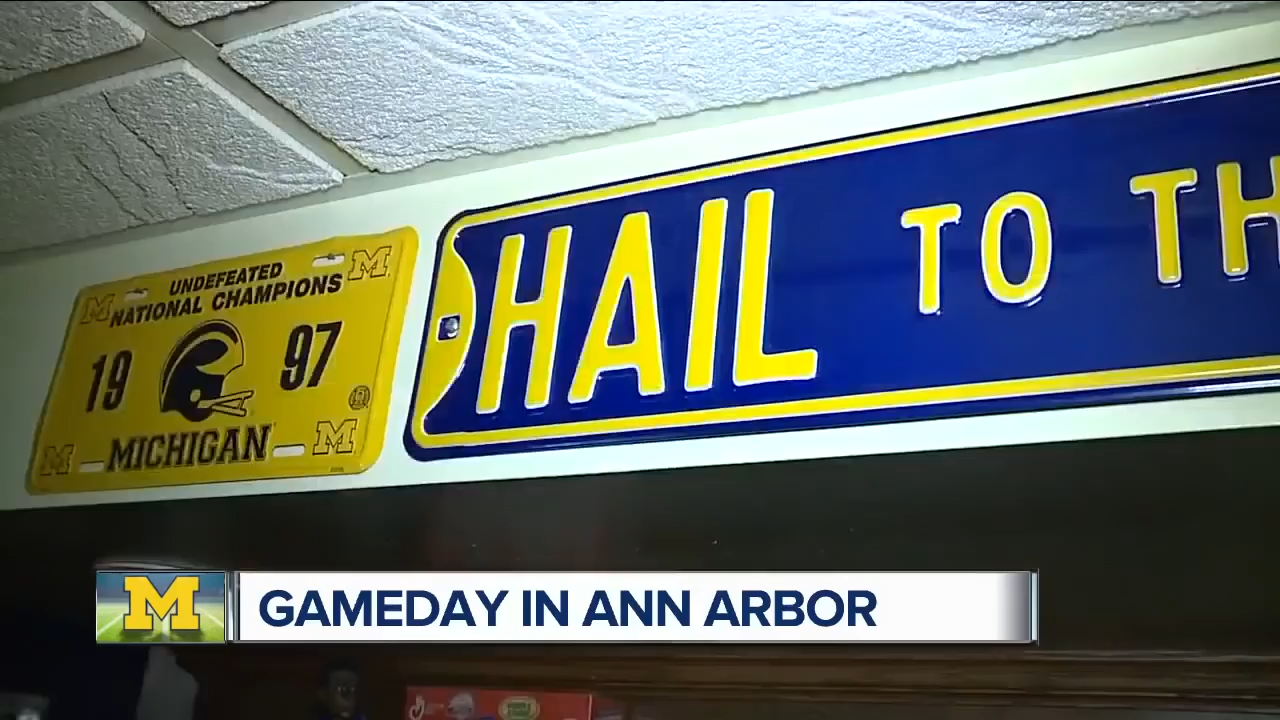 UNDEFEATED
NATIONAL CHAMPIONS
19 97
MICHIGAN
M
M
M
M
HAIL TO TH
M GAMEDAY IN ANN ARBOR